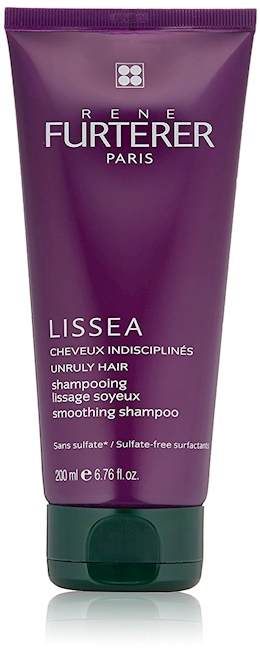 RENE
FURTERER
PARIS
LISSEA
CHEVEUX INDISCIPLINÉS
UNRULY HAIR
shampooing
lissage soyeux
smoothing shampoo
Sans sulfate* / Sulfate-free surfactants
200 ml ℮ 6.76 fl. oz.